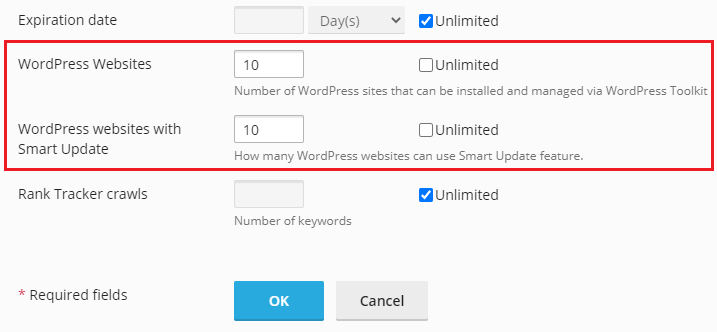 Expiration date Day(s) Unlimited
WordPress Websites 10 Unlimited
Number of WordPress sites that can be installed and managed via WordPress Toolkit
WordPress websites with
Smart Update 10 Unlimited
How many WordPress websites can use Smart Update feature.
Rank Tracker crawls Unlimited
Number of keywords
* Required fields OK Cancel